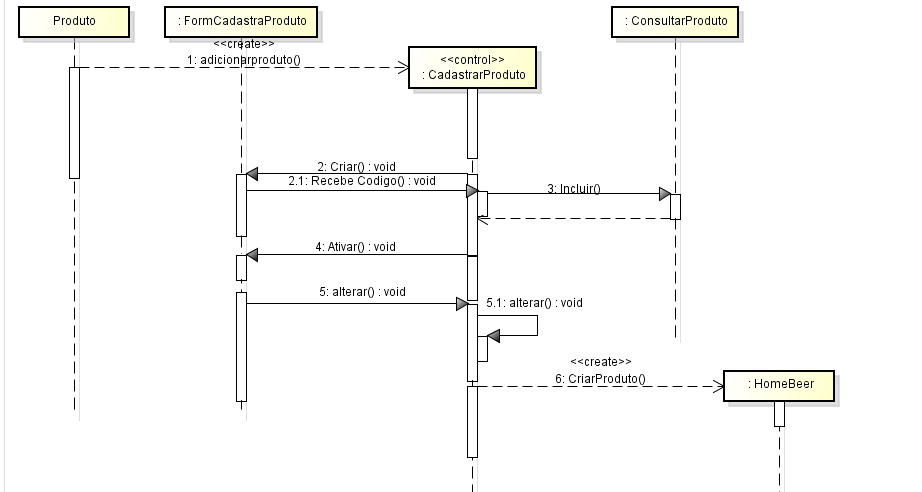 Produto
: FormCadastraProduto
: ConsultarProduto
<<create>>
1: adicionarproduto()
<<control>>
: CadastrarProduto
2: Criar() : void
2.1: Recebe Codigo() : void
3: Incluir()
4: Ativar() : void
5: alterar() : void
5.1: alterar() : void
<<create>>
6: CriarProduto()
: HomeBeer